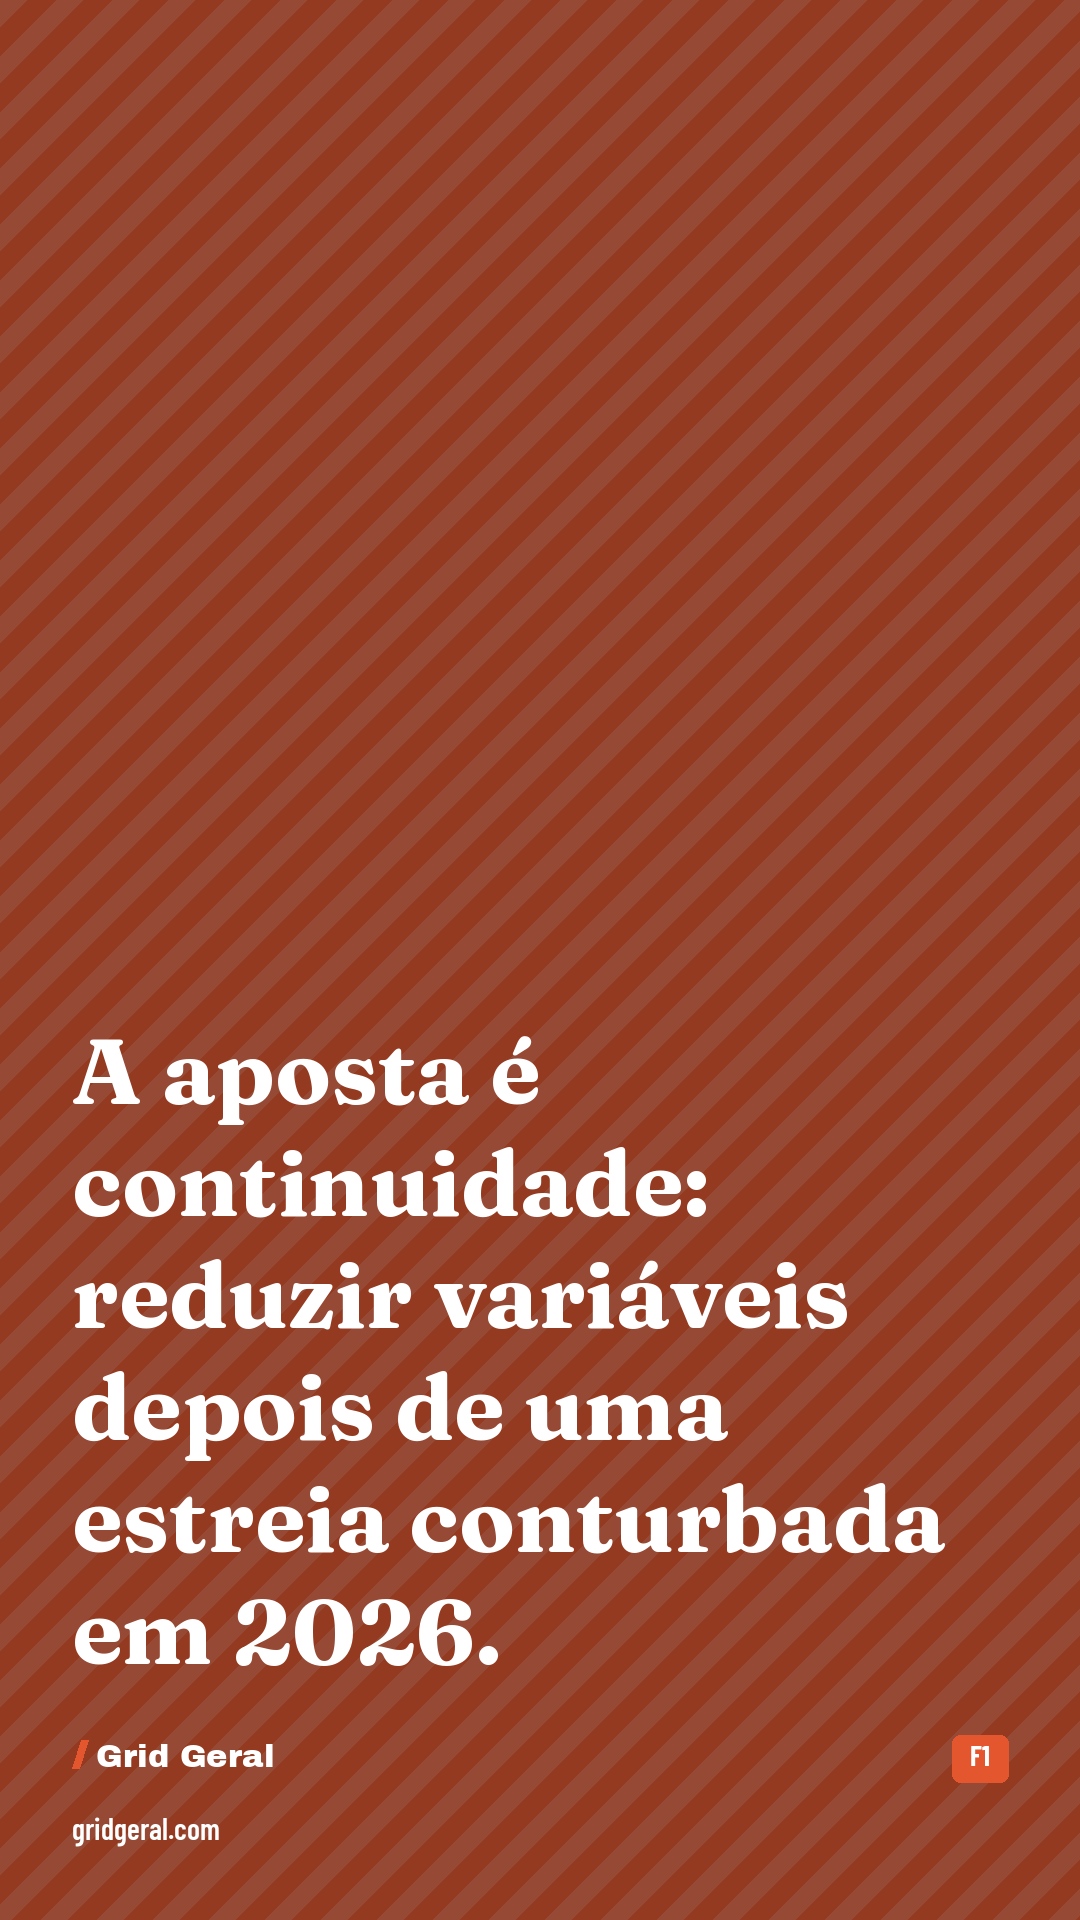 A aposta é
continuidade:
reduzir variáveis
depois de uma
estreia conturbada
em 2026.
/ Grid Geral
F1
gridgeral.com